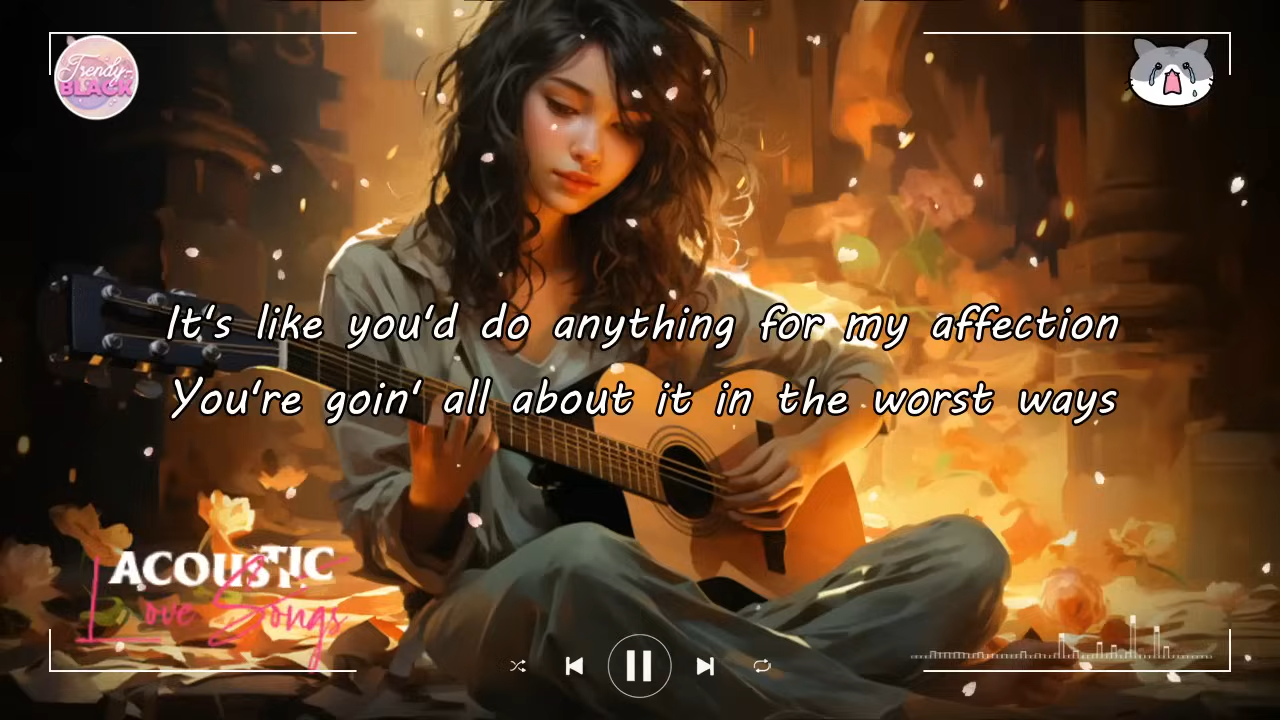 Trendy
BLACK
It's like you'd do anything for my affection
You're goin' all about it in the worst ways
ACOUSTIC
Love Songs